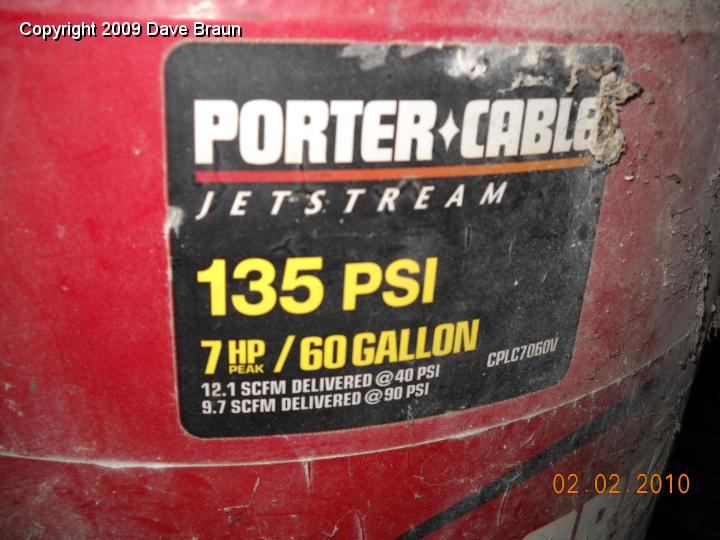 Copyright 2009 Dave Braun
PORTER CABLE
JETSTREAM
135 PSI
7 HP PEAK / 60 GALLON
CPLC7060V
12.1 SCFM DELIVERED @ 40 PSI
9.7 SCFM DELIVERED @ 90 PSI
02.02.2010